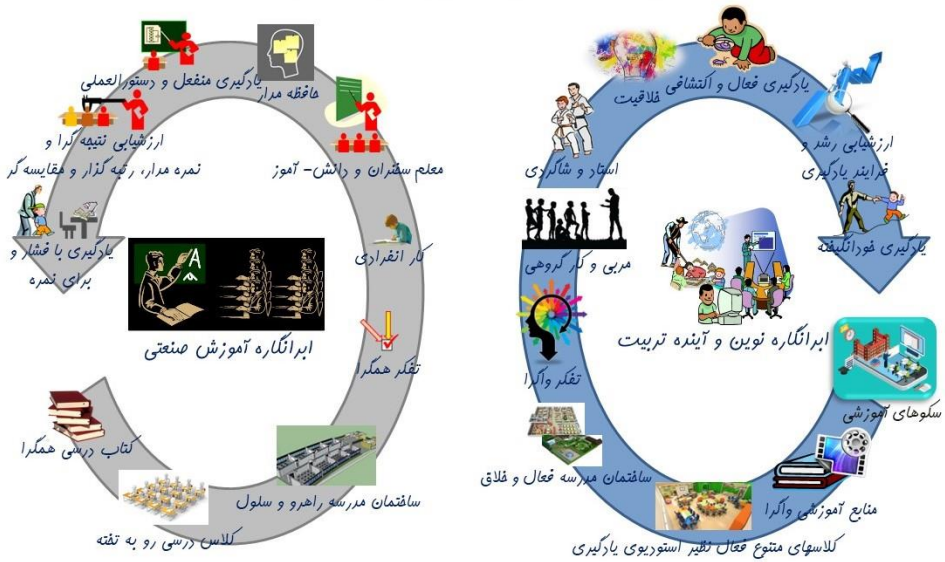 یادگیری فعال و اکتشافی
خلاقیت
ارزشیابی رشد و
فرایند یادگیری
استاد و شاگردی
یادگیری خودانگیخته
مربی و کار گروهی
ابرانگاره نوین و آینده تربیت
تفکر واگرا
سکوهای آموزشی
ساختمان مدرسه فعال و خلاق
منابع آموزشی واگرا
کلاسهای متنوع فعال نظیر استودیوی یادگیری
یادگیری منفعل و دستورالعملی
حافظه مدار
ارزشیابی نتیجه گرا و
نمره مدار، رتبه گذار و مقایسه گر
معلم سخنران و دانش- آموز
یادگیری با فشار و
برای نمره
کار انفرادی
ابرانگاره آموزش صنعتی
تفکر همگرا
کتاب درسی همگرا
ساختمان مدرسه راهرو و سلول
کلاس درسی رو به تخته